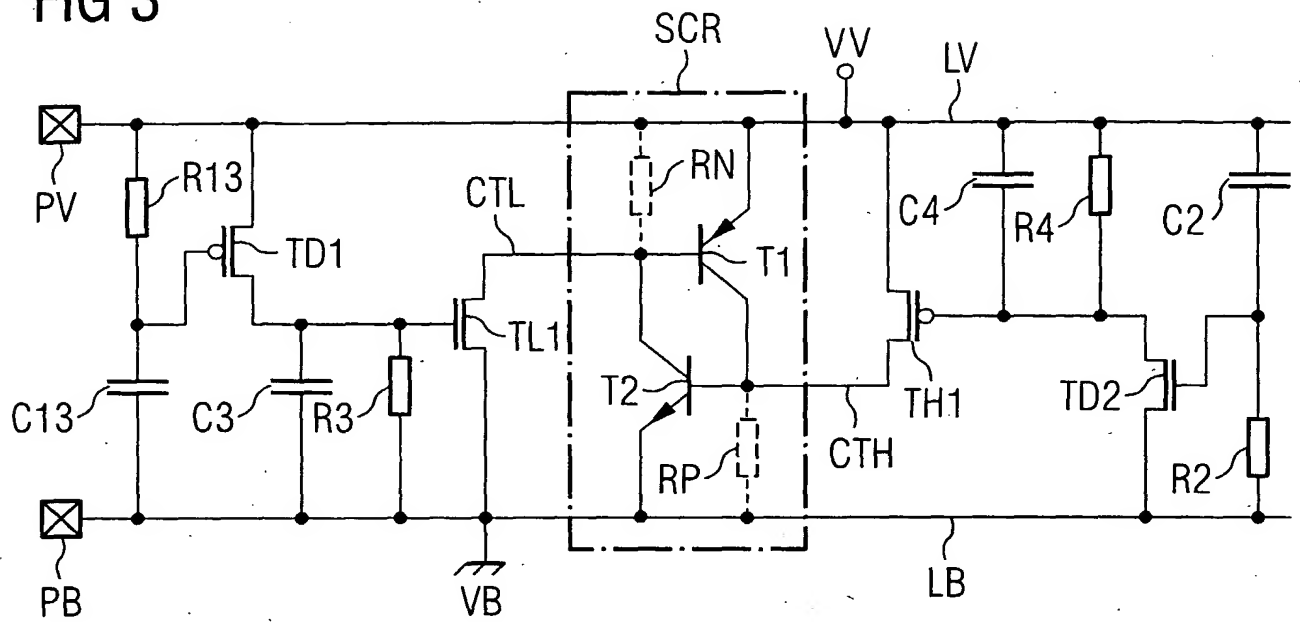 FIG 3
SCR
VV
LV
PV
R13
TD1
CTL
RN
T1
C4
R4
C2
TL1
T2
TH1
TD2
C13
C3
R3
RP
CTH
R2
PB
VB
LB